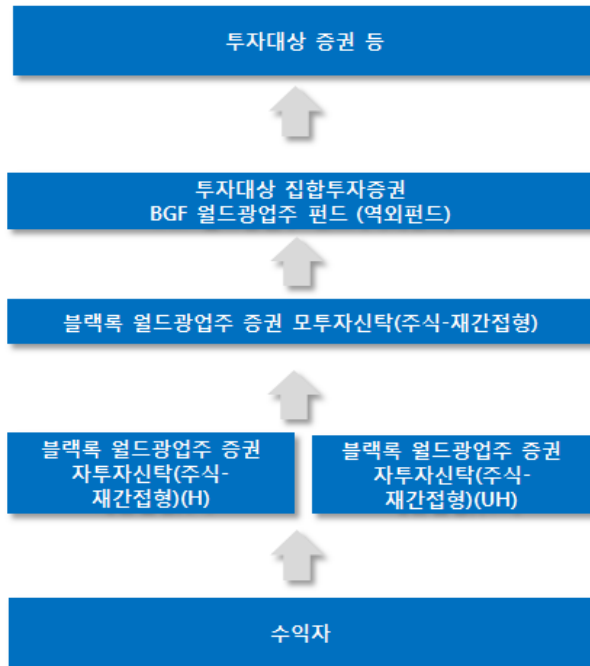 투자대상 증권 등
투자대상 집합투자증권
BGF 월드광업주 펀드 (역외펀드)
블랙록 월드광업주 증권 모투자신탁(주식-재간접형)
블랙록 월드광업주 증권
자투자신탁(주식-
재간접형)(H)
블랙록 월드광업주 증권
자투자신탁(주식-
재간접형)(UH)
수익자